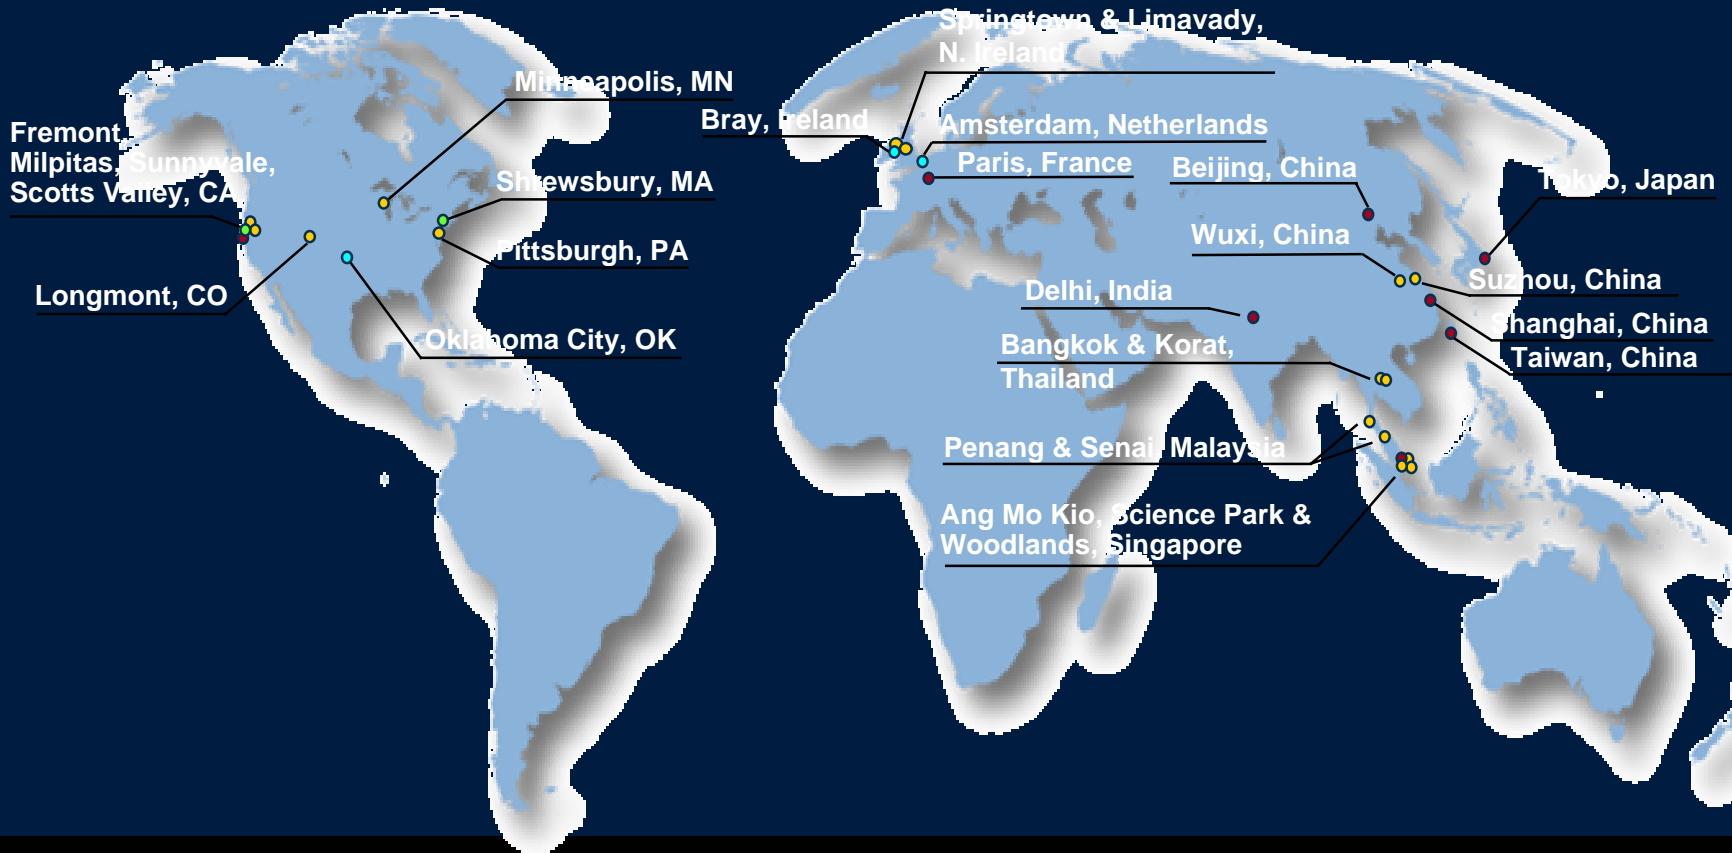 Springtown & Limavady,
N. Ireland
Minneapolis, MN
Bray, Ireland
Amsterdam, Netherlands
Fremont,
Milpitas, Sunnyvale,
Scotts Valley, CA
Paris, France
Beijing, China
Shrewsbury, MA
Tokyo, Japan
Wuxi, China
Pittsburgh, PA
Suzhou, China
Longmont, CO
Delhi, India
Shanghai, China
Oklahoma City, OK
Bangkok & Korat,
Thailand
Taiwan, China
Penang & Senai, Malaysia
Ang Mo Kio, Science Park &
Woodlands, Singapore